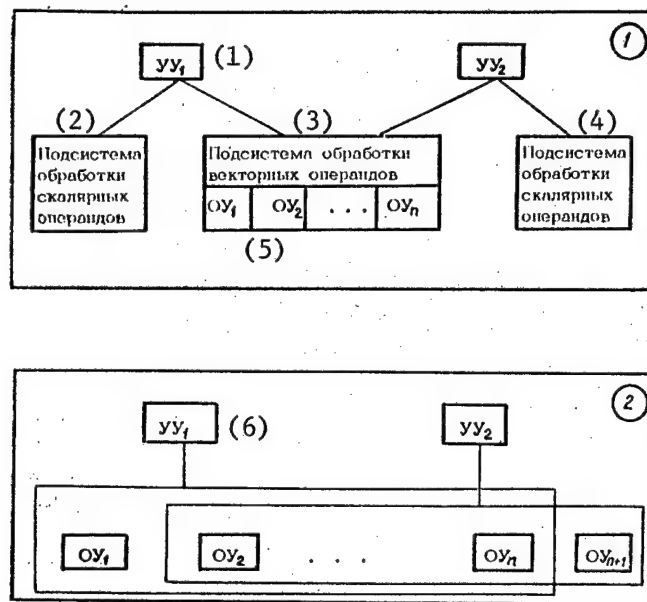 1
УУ₁ (1) УУ₂
(2) (3) (4)
Подсистема обработки скалярных операндов
Подсистема обработки векторных операндов
Подсистема обработки скалярных операндов
ОУ₁ ОУ₂ . . . ОУₙ
(5)
2
УУ₁ (6) УУ₂
ОУ₁ ОУ₂ . . . ОУₙ ОУₙ₊₁